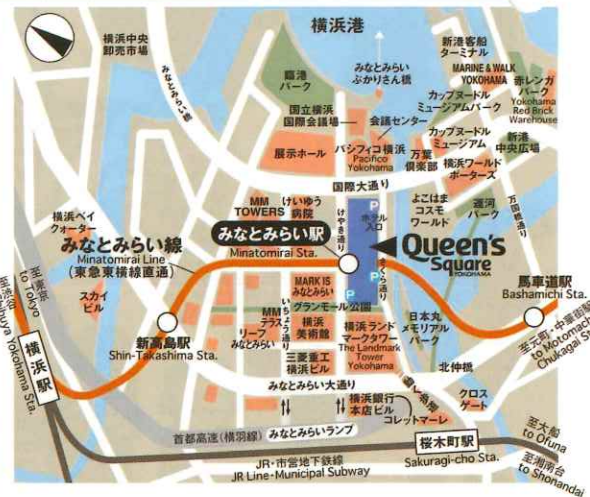 横浜港
横浜中央
卸売市場
みなとみらい橋
臨港
パーク
みなとみらい
ぷかりさん橋
新港客船
ターミナル
MARINE & WALK
YOKOHAMA
赤レンガ
パーク
Yokohama
Red Brick
Warehouse
カップヌードル
ミュージアムパーク
国立横浜
国際会議場
会議センター
カップヌードル
ミュージアム
新港
中央広場
展示ホール
パシフィコ横浜
Pacifico
Yokohama
万葉
倶楽部
横浜ワールド
ポーターズ
国際大通り
MM
TOWERS
けいゆう
病院
けやき通り
P
ホテル
入口
よこはま
コスモ
ワールド
運河
パーク
万国橋通り
横浜ベイ
クォーター
みなとみらい線
Minatomirai Line
(東急東横線直通)
みなとみらい駅
Minatomirai Sta.
Queen's
Square
YOKOHAMA
さくら通り
馬車道駅
Bashamichi Sta.
至渋谷
to Shibuya
至東京
to Tokyo
スカイ
ビル
MARK IS
みなとみらい
P
P
グランモール公園
いちょう通り
MM
テラス
リーフ
みなとみらい
横浜
美術館
三菱重工
横浜ビル
横浜ランド
マークタワー
The Landmark
Tower
Yokohama
日本丸
メモリアル
パーク
至元町・中華街駅
to Motomachi
Chukagai Sta.
横浜駅
Yokohama Sta.
新高島駅
Shin-Takashima Sta.
みなとみらい大通り
動く歩道
北仲橋
クロス
ゲート
横浜銀行
本店ビル
コレットマーレ
首都高速(横羽線)
みなとみらいランプ
桜木町駅
Sakuragi-cho Sta.
至大船
to Ofuna
至湘南台
to Shonandai
JR・市営地下鉄線
JR Line・Municipal Subway